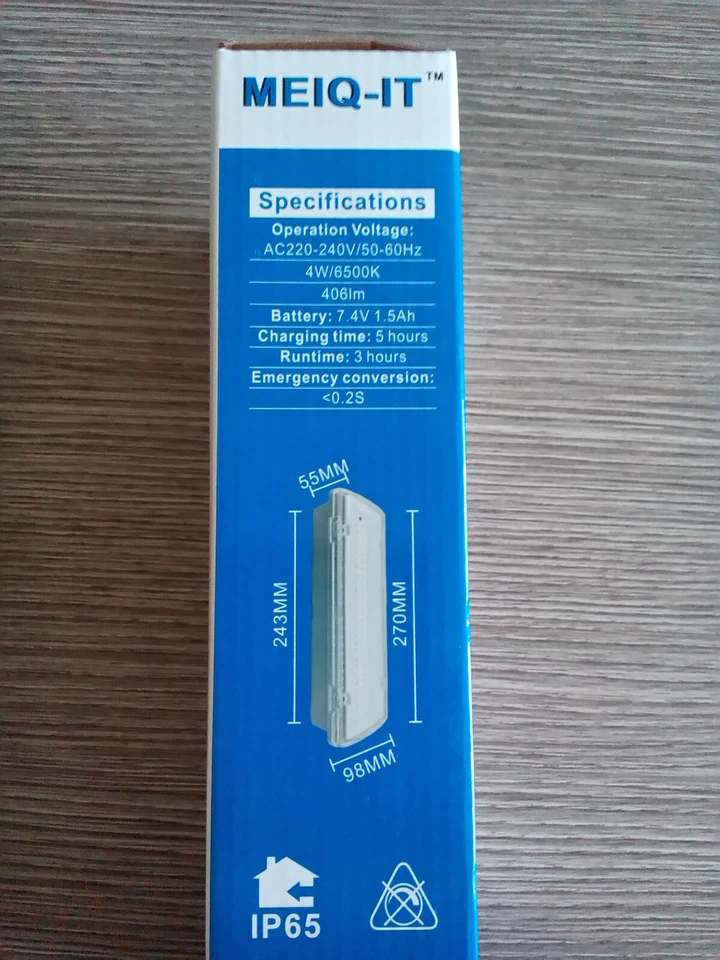 MEIQ-IT™
Specifications
Operation Voltage:
AC220-240V/50-60Hz
4W/6500K
406lm
Battery: 7.4V 1.5Ah
Charging time: 5 hours
Runtime: 3 hours
Emergency conversion:
<0.2S
55MM
243MM
270MM
98MM
IP65